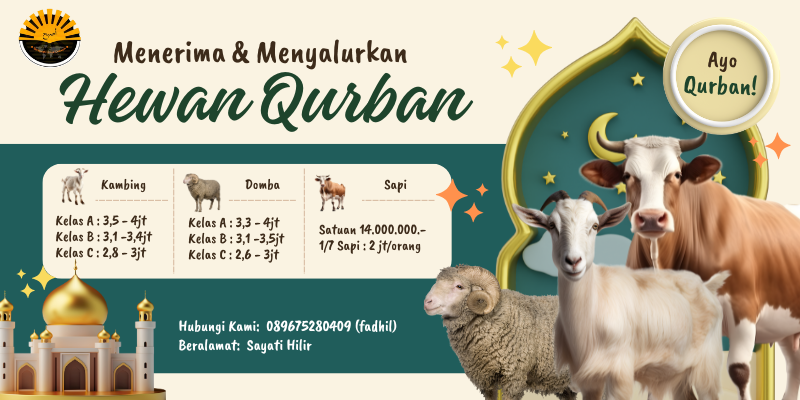 Menerima & Menyalurkan
Hewan Qurban
Ayo
Qurban!
Kambing
Kelas A : 3,5 - 4jt
Kelas B : 3,1 -3,4jt
Kelas C : 2,8 - 3jt
Domba
Kelas A : 3,3 - 4jt
Kelas B : 3,1 -3,5jt
Kelas C : 2,6 - 3jt
Sapi
Satuan 14.000.000.-
1/7 Sapi : 2 jt/orang
Hubungi Kami: 089675280409 (fadhil)
Beralamat: Sayati Hilir